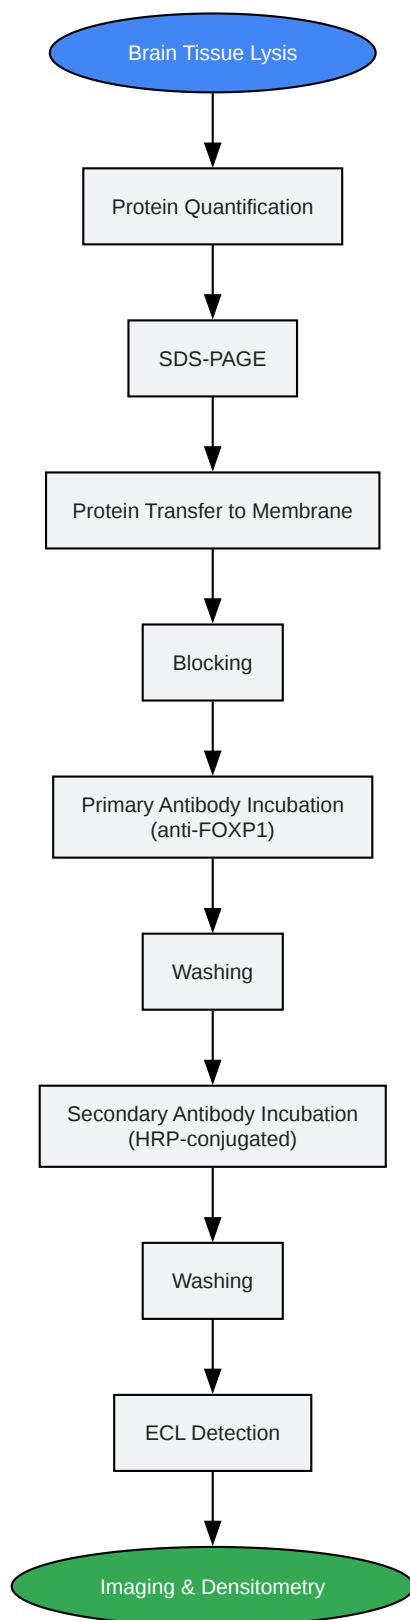 Brain Tissue Lysis
Protein Quantification
SDS-PAGE
Protein Transfer to Membrane
Blocking
Primary Antibody Incubation
(anti-FOXP1)
Washing
Secondary Antibody Incubation
(HRP-conjugated)
Washing
ECL Detection
Imaging & Densitometry